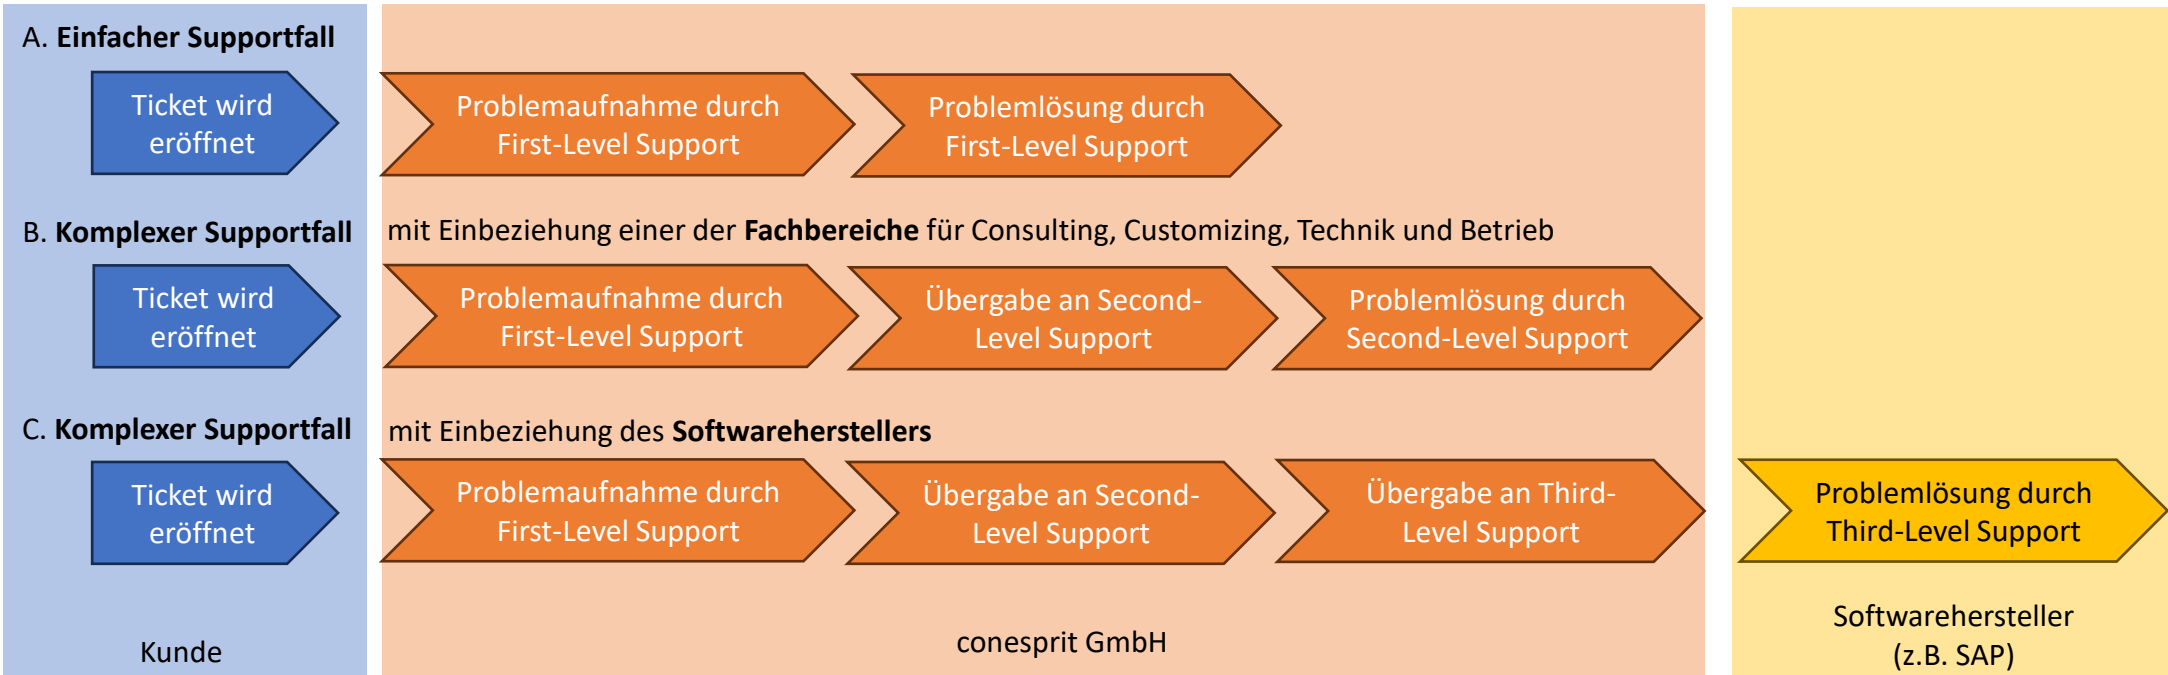 A. Einfacher Supportfall
Ticket wird
eröffnet
Problemaufnahme durch
First-Level Support
Problemlösung durch
First-Level Support
B. Komplexer Supportfall mit Einbeziehung einer der Fachbereiche für Consulting, Customizing, Technik und Betrieb
Ticket wird
eröffnet
Problemaufnahme durch
First-Level Support
Übergabe an Second-
Level Support
Problemlösung durch
Second-Level Support
C. Komplexer Supportfall mit Einbeziehung des Softwareherstellers
Ticket wird
eröffnet
Problemaufnahme durch
First-Level Support
Übergabe an Second-
Level Support
Übergabe an Third-
Level Support
Problemlösung durch
Third-Level Support
Kunde
conesprit GmbH
Softwarehersteller
(z.B. SAP)